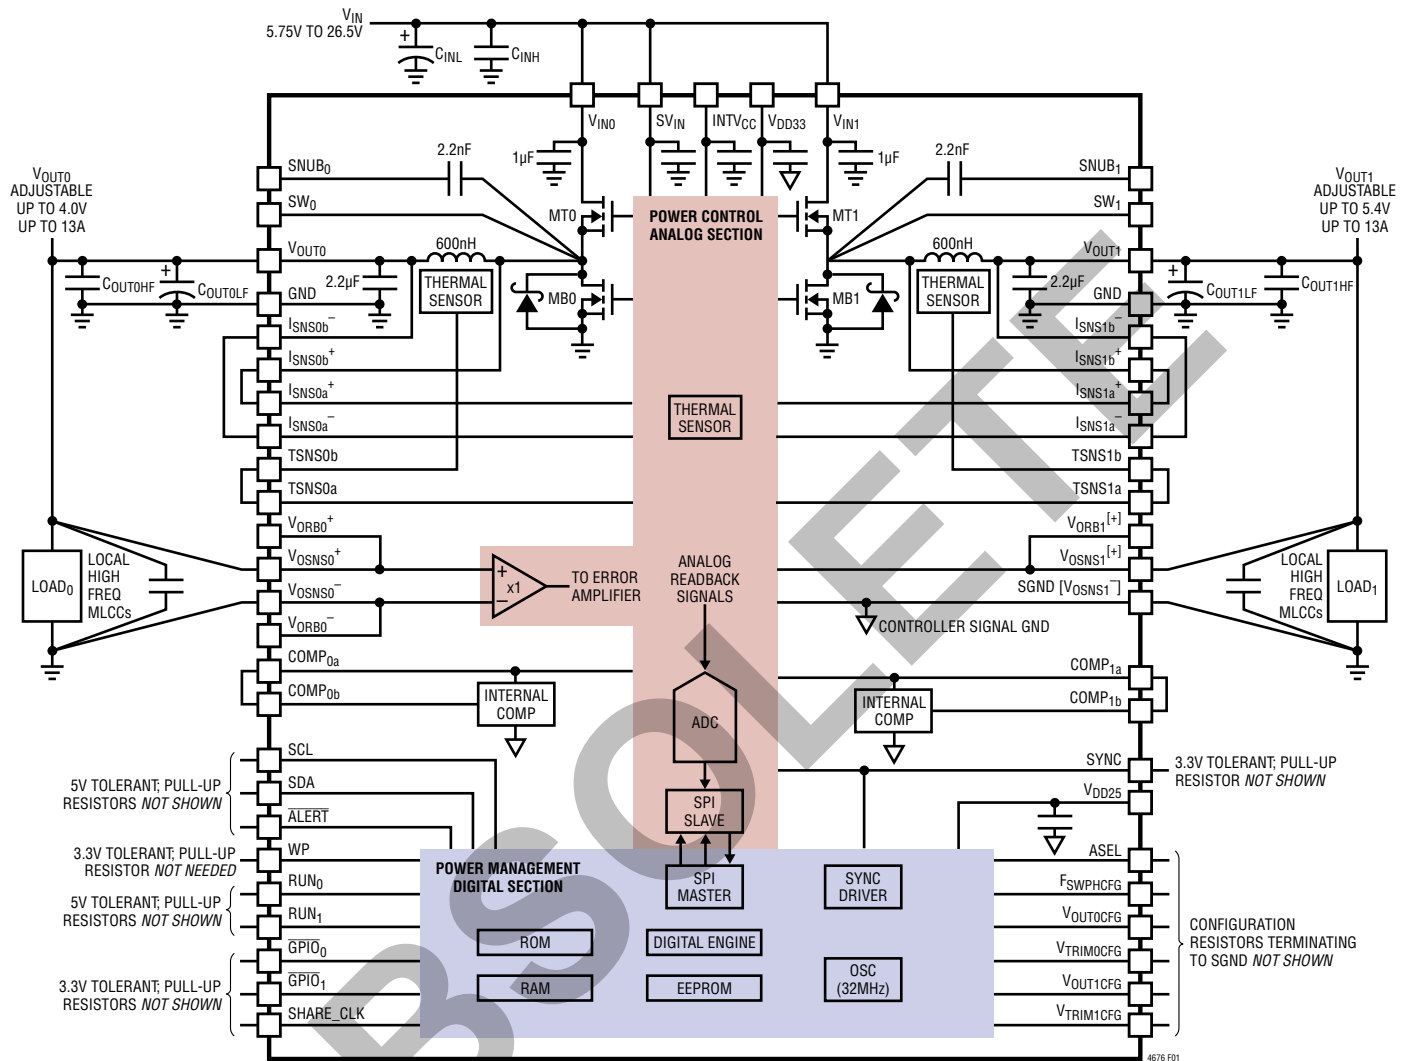 VIN
5.75V TO 26.5V
+
CINL
CINH
VIN0
SVIN
INTVCC
VDD33
VIN1
1µF
1µF
2.2nF
2.2nF
SNUB0
SNUB1
VOUT0
ADJUSTABLE
UP TO 4.0V
UP TO 13A
VOUT1
ADJUSTABLE
UP TO 5.4V
UP TO 13A
SW0
SW1
MT0
POWER CONTROL
ANALOG SECTION
MT1
VOUT0
600nH
600nH
VOUT1
COUT0HF
+
COUT0LF
2.2µF
THERMAL
SENSOR
MB0
MB1
THERMAL
SENSOR
2.2µF
+
COUT1LF
COUT1HF
GND
GND
ISNS0b–
ISNS1b–
ISNS0b+
ISNS1b+
ISNS0a+
ISNS1a+
THERMAL
SENSOR
ISNS0a–
ISNS1a–
TSNS0b
TSNS1b
TSNS0a
TSNS1a
VORB0+
VORB1[+]
VOSNS0+
VOSNS1[+]
LOAD0
LOCAL
HIGH
FREQ
MLCCs
+
–
x1
TO ERROR
AMPLIFIER
ANALOG
READBACK
SIGNALS
LOCAL
HIGH
FREQ
MLCCs
LOAD1
VOSNS0–
SGND [VOSNS1–]
VORB0–
CONTROLLER SIGNAL GND
COMP0a
COMP1a
COMP0b
COMP1b
INTERNAL
COMP
INTERNAL
COMP
ADC
SCL
SYNC
3.3V TOLERANT; PULL-UP
RESISTOR NOT SHOWN
5V TOLERANT; PULL-UP
RESISTORS NOT SHOWN
SDA
VDD25
SPI
SLAVE
ALERT
3.3V TOLERANT; PULL-UP
RESISTOR NOT NEEDED
WP
ASEL
POWER MANAGEMENT
DIGITAL SECTION
SPI
MASTER
SYNC
DRIVER
5V TOLERANT; PULL-UP
RESISTORS NOT SHOWN
RUN0
RUN1
FSWPHCFG
VOUT0CFG
CONFIGURATION
RESISTORS TERMINATING
TO SGND NOT SHOWN
ROM
DIGITAL ENGINE
GPIO0
VTRIM0CFG
3.3V TOLERANT; PULL-UP
RESISTORS NOT SHOWN
GPIO1
VOUT1CFG
RAM
EEPROM
OSC
(32MHz)
SHARE_CLK
VTRIM1CFG
4676 F01
BSOLETE